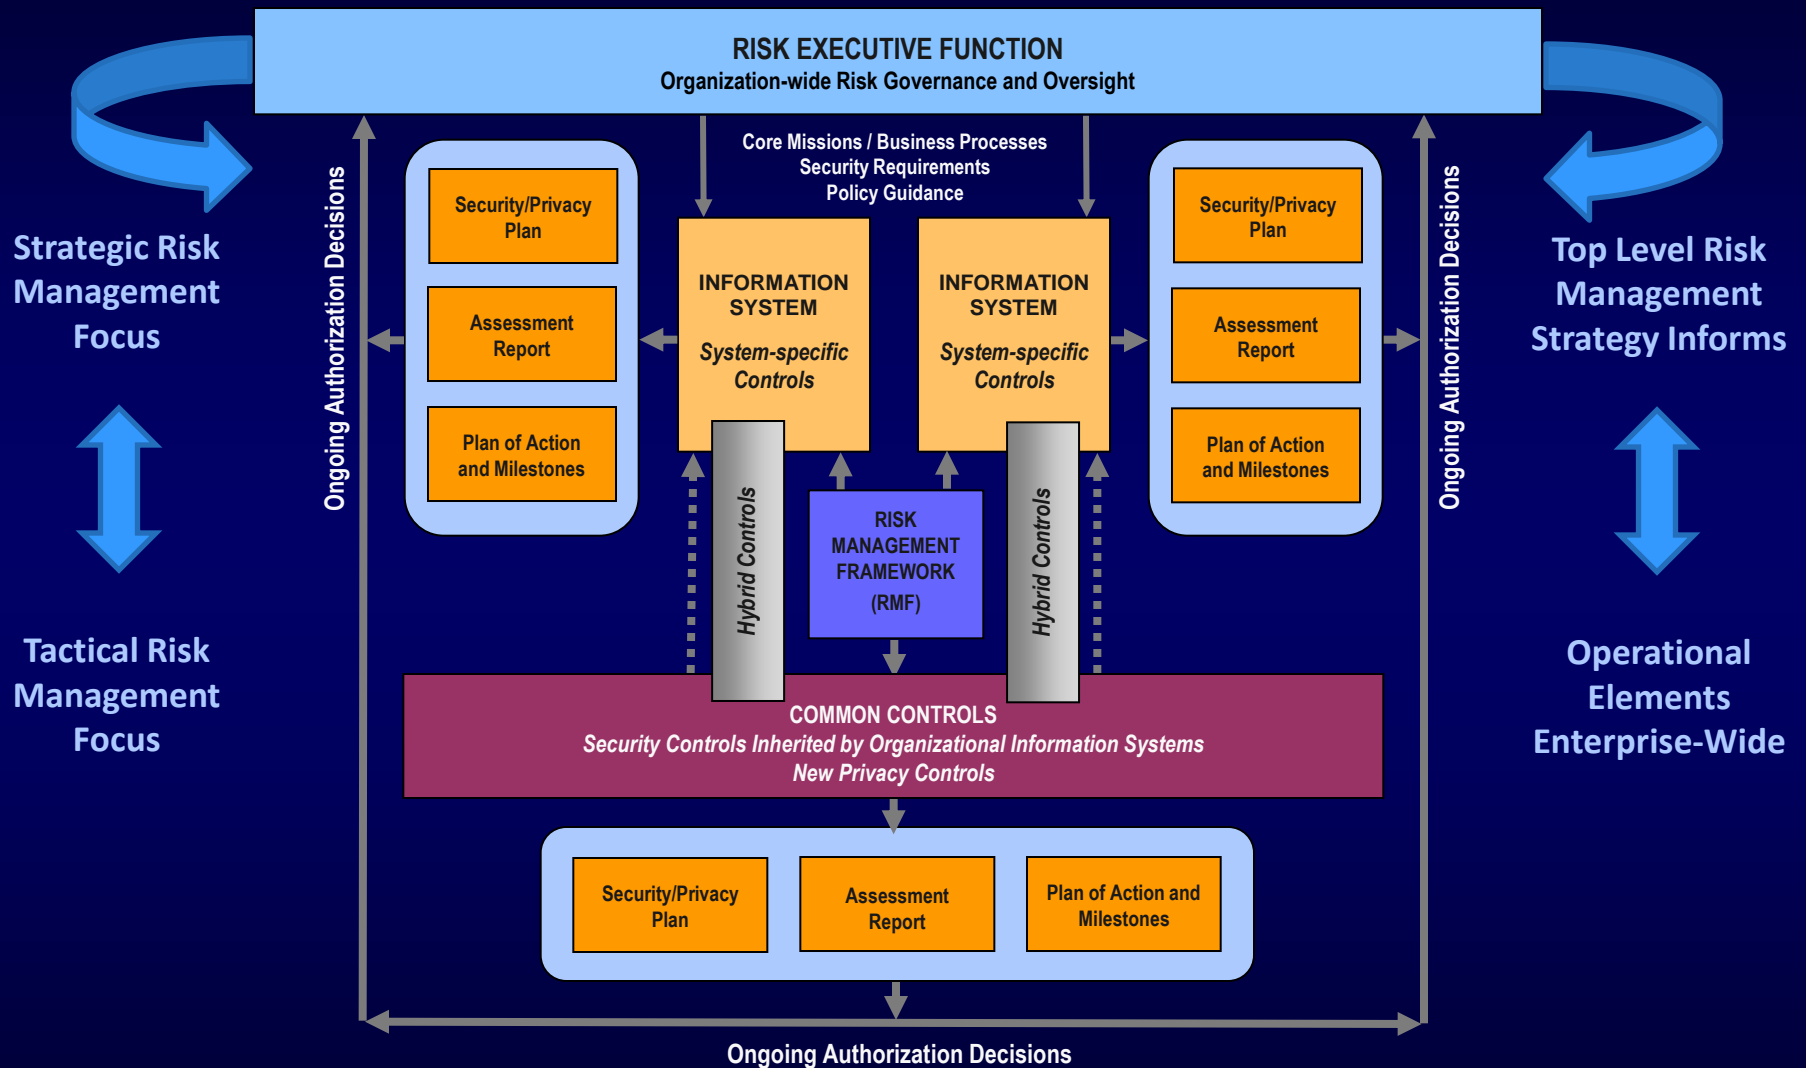 RISK EXECUTIVE FUNCTION
Organization-wide Risk Governance and Oversight
Core Missions / Business Processes
Security Requirements
Policy Guidance
Strategic Risk
Management
Focus
Tactical Risk
Management
Focus
Ongoing Authorization Decisions
Security/Privacy
Plan
Assessment
Report
Plan of Action
and Milestones
INFORMATION
SYSTEM
System-specific
Controls
INFORMATION
SYSTEM
System-specific
Controls
Security/Privacy
Plan
Assessment
Report
Plan of Action
and Milestones
Ongoing Authorization Decisions
Top Level Risk
Management
Strategy Informs
Operational
Elements
Enterprise-Wide
Hybrid Controls
RISK
MANAGEMENT
FRAMEWORK
(RMF)
Hybrid Controls
COMMON CONTROLS
Security Controls Inherited by Organizational Information Systems
New Privacy Controls
Security/Privacy
Plan
Assessment
Report
Plan of Action and
Milestones
Ongoing Authorization Decisions